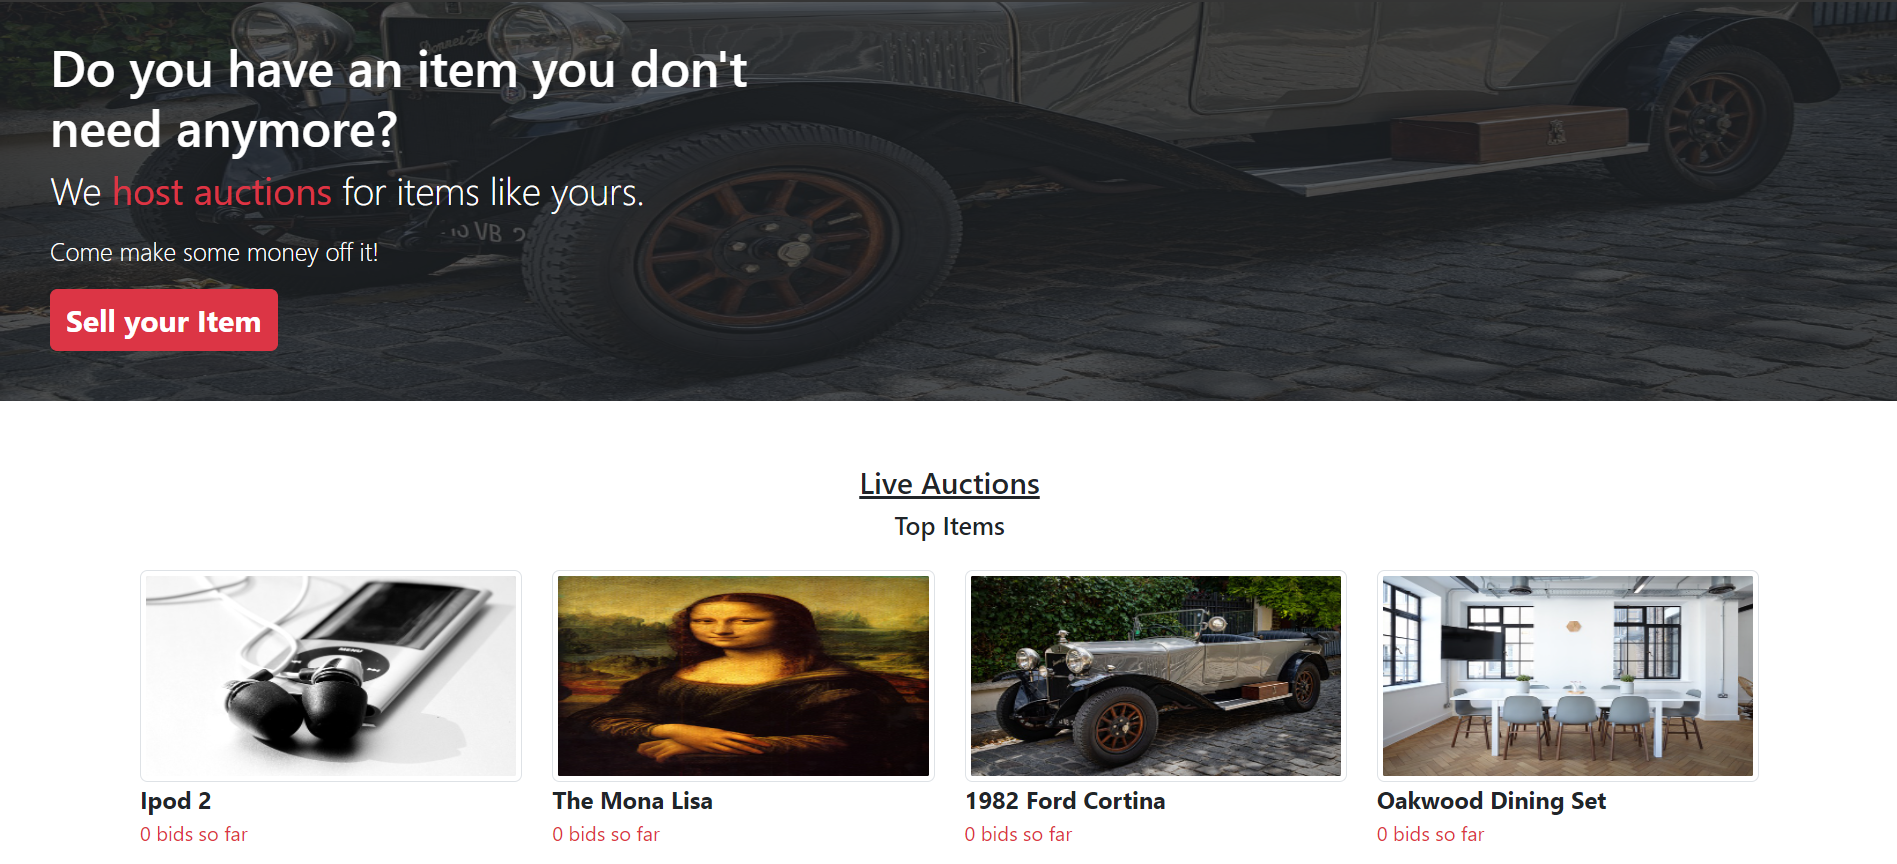 Do you have an item you don't
need anymore?
We host auctions for items like yours.
Come make some money off it!
Sell your Item
Live Auctions
Top Items
MENU
Ipod 2
The Mona Lisa
1982 Ford Cortina
Oakwood Dining Set
0 bids so far
0 bids so far
0 bids so far
0 bids so far